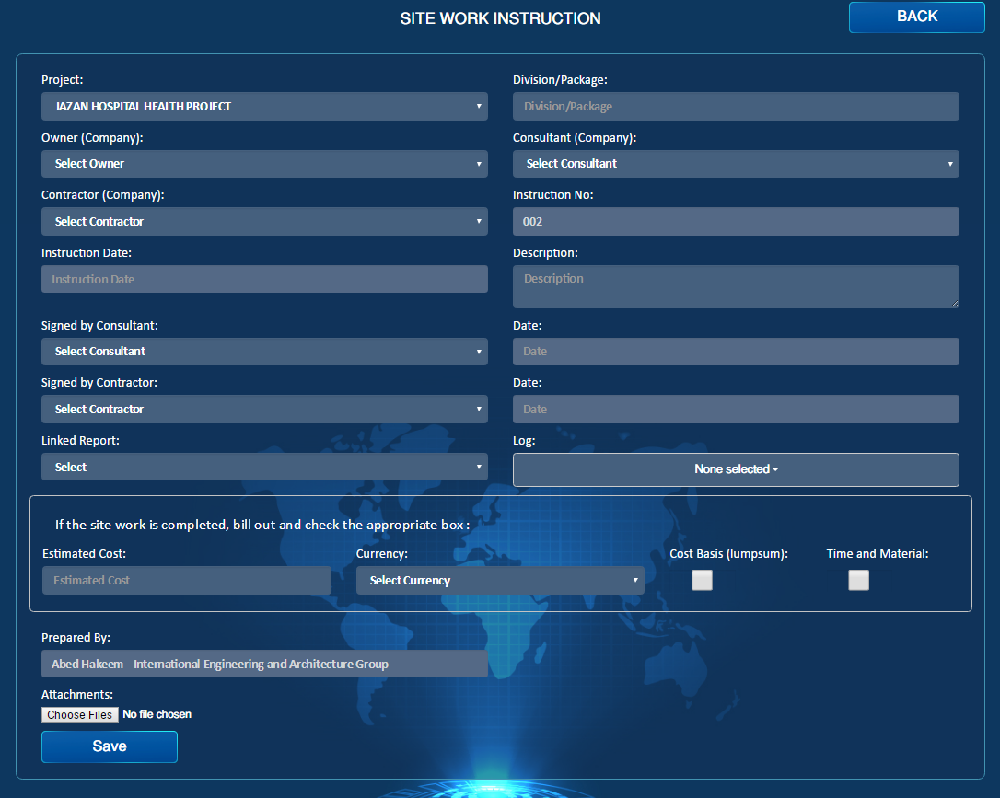 SITE WORK INSTRUCTION
BACK
Project:
Division/Package:
JAZAN HOSPITAL HEALTH PROJECT
Division/Package
Owner (Company):
Consultant (Company):
Select Owner
Select Consultant
Contractor (Company):
Instruction No:
Select Contractor
002
Instruction Date:
Description:
Instruction Date
Description
Signed by Consultant:
Date:
Select Consultant
Date
Signed by Contractor:
Date:
Select Contractor
Date
Linked Report:
Log:
Select
None selected
If the site work is completed, bill out and check the appropriate box :
Estimated Cost:
Currency:
Cost Basis (lumpsum):
Time and Material:
Estimated Cost
Select Currency
Prepared By:
Abed Hakeem - International Engineering and Architecture Group
Attachments:
Choose Files No file chosen
Save